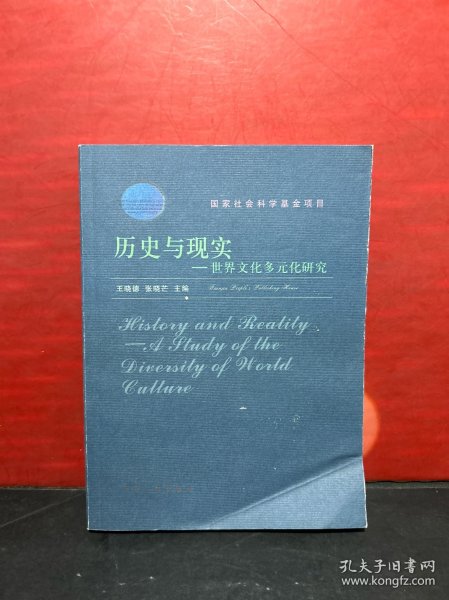 国家社会科学基金项目
历史与现实
——世界文化多元化研究
王晓德 张晓芒 主编
People's Publishing House
History and Reality
—A Study of the
Diversity of World
Culture
孔夫子旧书网
www.kongfz.com